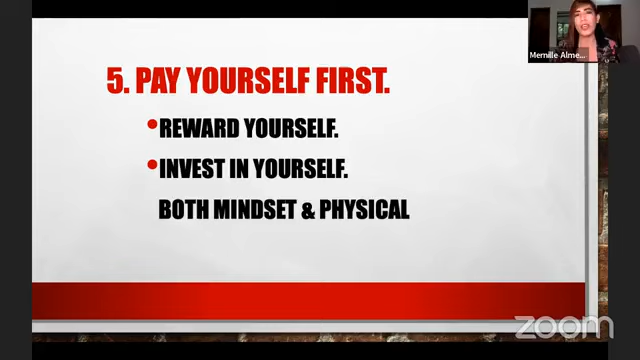 Mernille Alme...
5. PAY YOURSELF FIRST.
•REWARD YOURSELF.
•INVEST IN YOURSELF.
BOTH MINDSET & PHYSICAL
zoom